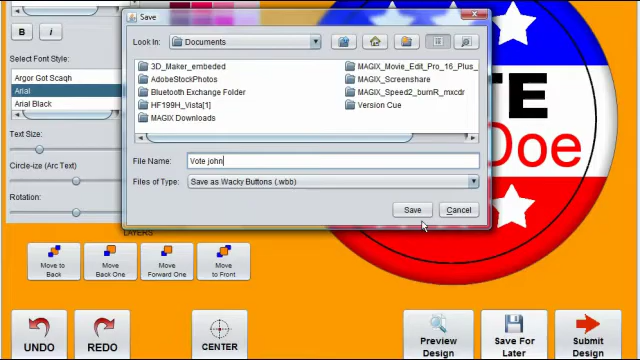 Save
B i
Look In: Documents
Select Font Style:
Argor Got Scaqh
Arial
Arial Black
3D_Maker_embeded
AdobeStockPhotos
Bluetooth Exchange Folder
HF199H_Vista[1]
MAGIX Downloads
MAGIX_Movie_Edit_Pro_16_Plus_
MAGIX_Screenshare
MAGIX_Speed2_burnR_mxcdr
Version Cue
Text Size:
Circle-ize (Arc Text)
Rotation:
File Name: Vote john
Files of Type: Save as Wacky Buttons (.wbb)
Save Cancel
TE
Doe
LAYERS
Move to Back
Move Back One
Move Forward One
Move to Front
UNDO
REDO
CENTER
Preview Design
Save For Later
Submit Design